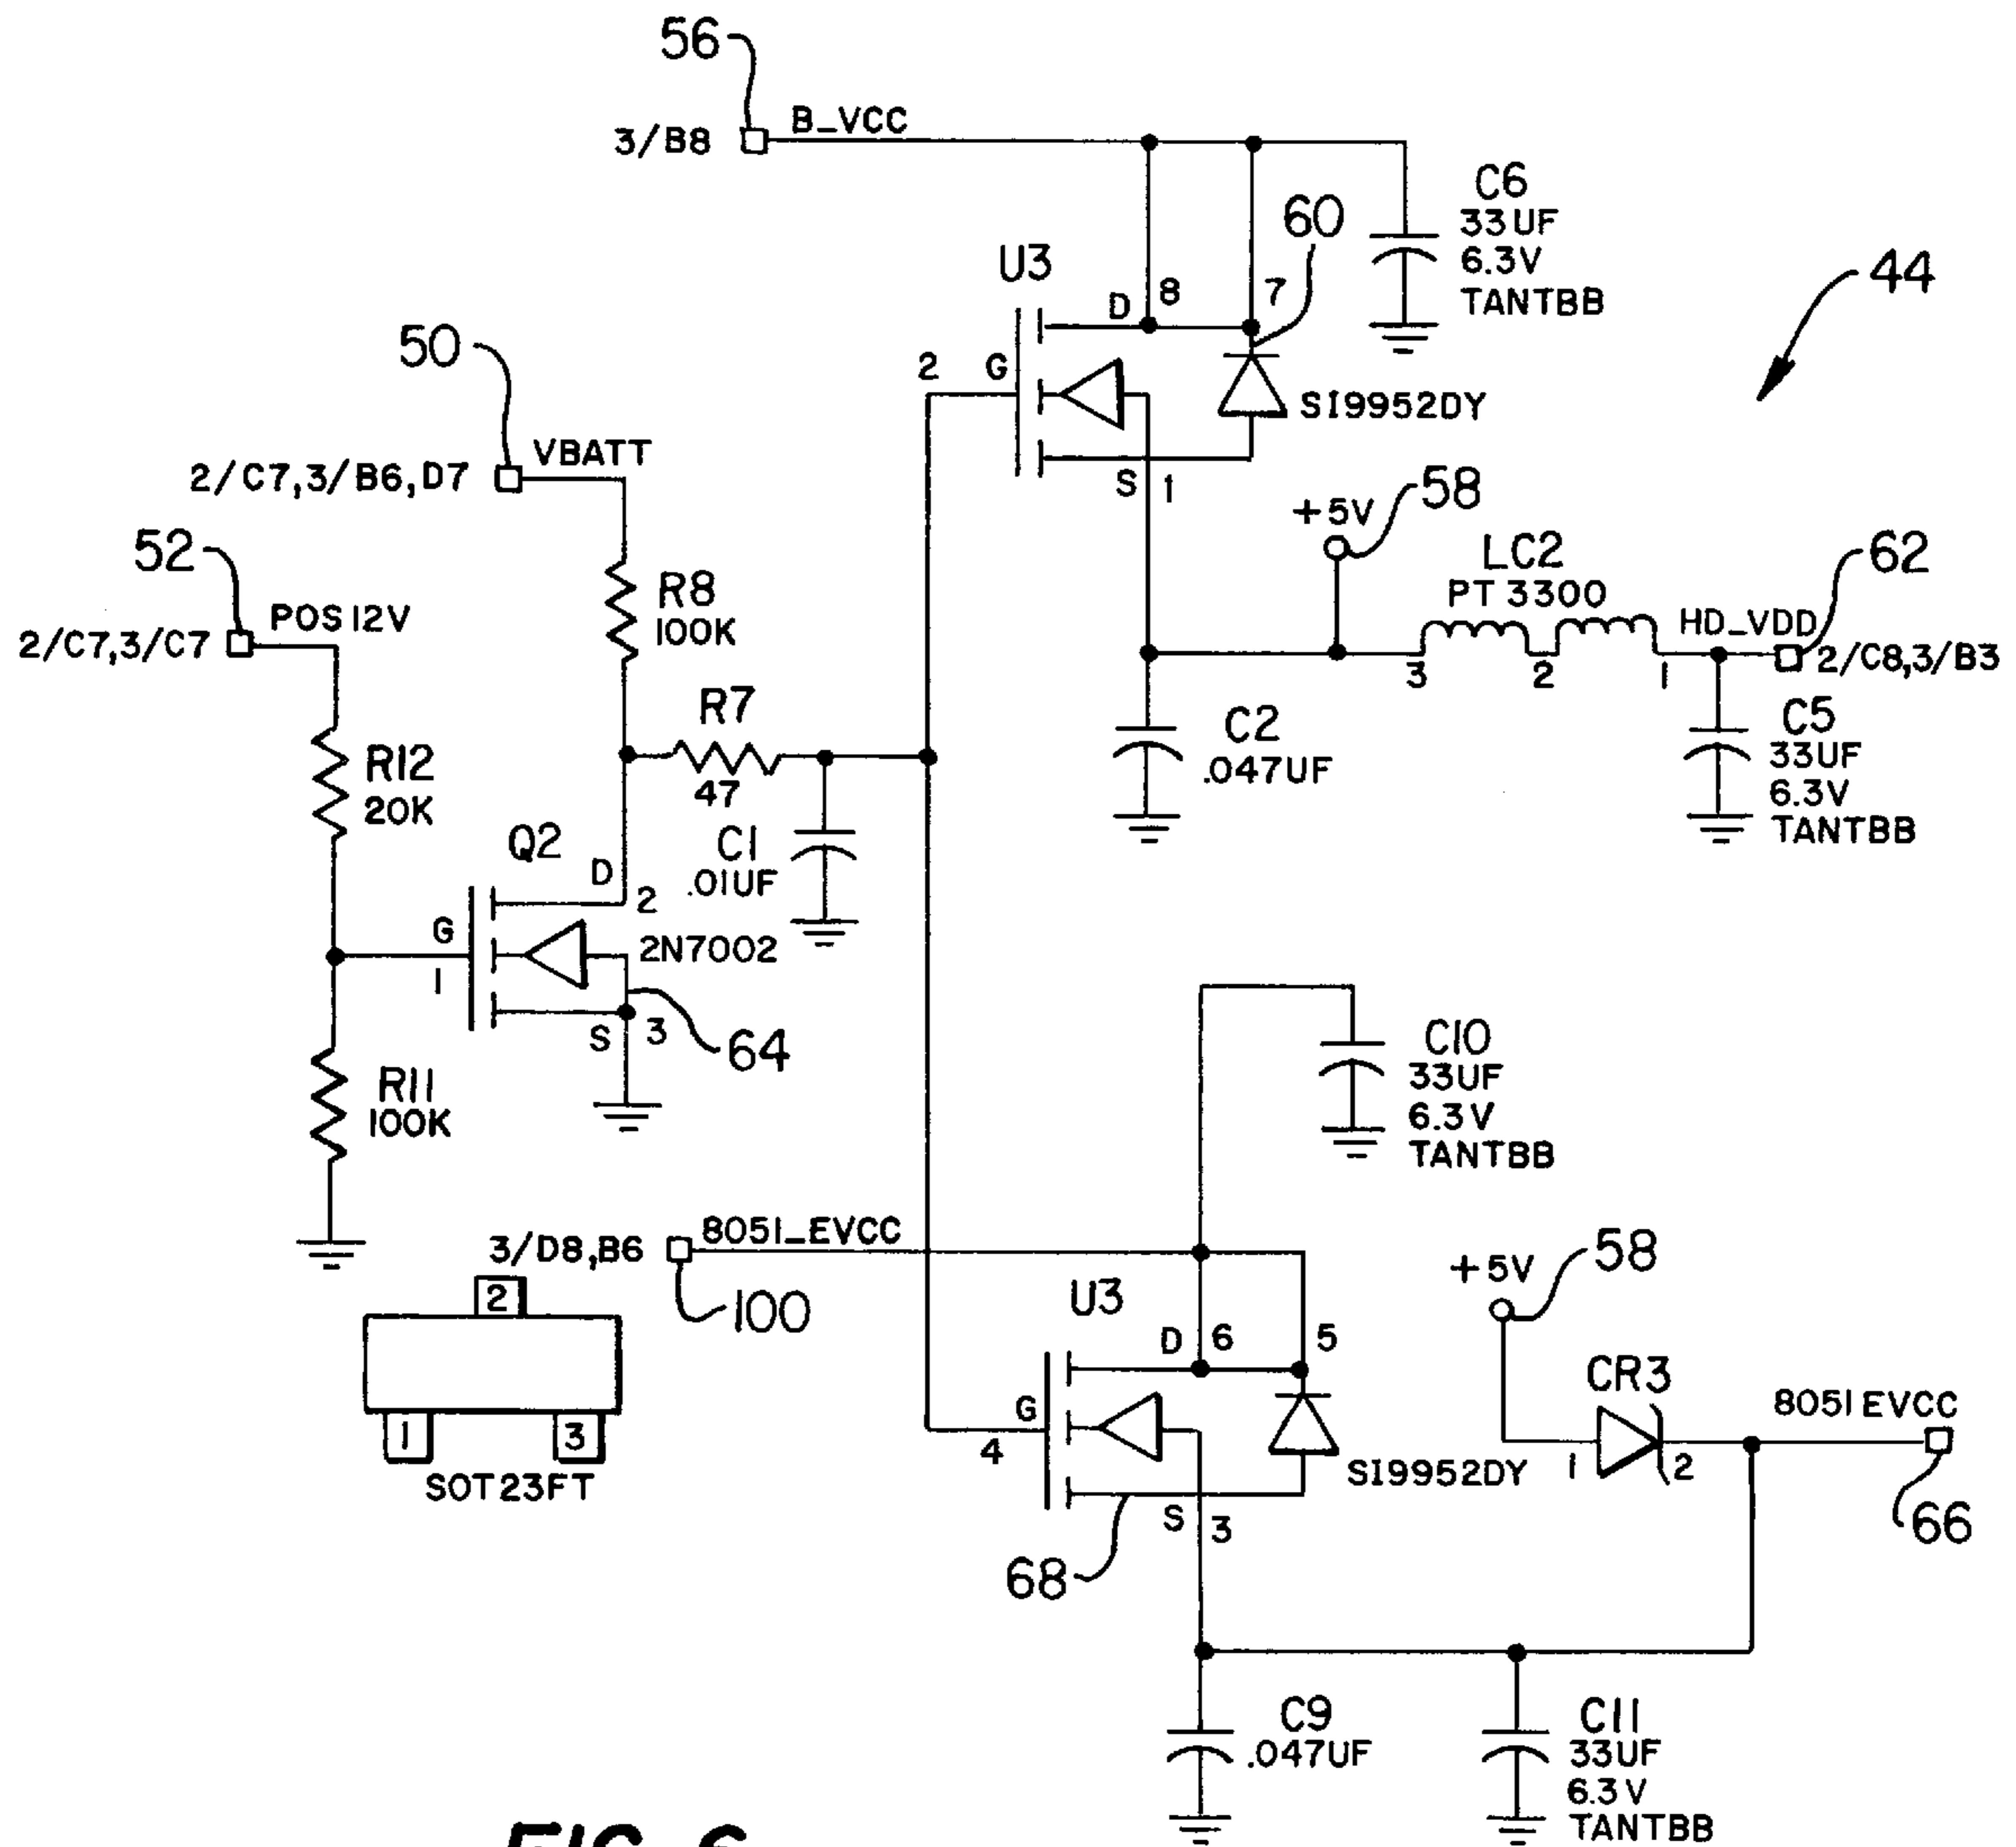 56
3/B8
B_VCC
C6
33UF
6.3V
TANTBB
60
44
U3
D
8
7
2
G
SI9952DY
S
1
50
VBATT
2/C7,3/B6,D7
52
POS12V
2/C7,3/C7
R8
100K
+5V
58
LC2
PT 3300
3
2
1
HD_VDD
62
2/C8,3/B3
R7
47
R12
20K
C1
.01UF
C2
.047UF
C5
33UF
6.3V
TANTBB
Q2
D
2
G
1
2N7002
S
3
64
R11
100K
C10
33UF
6.3V
TANTBB
3/D8,B6
8051_EVCC
100
2
1
3
SOT23FT
U3
D
6
5
G
4
SI9952DY
S
3
68
+5V
58
CR3
1
2
8051EVCC
66
C9
.047UF
C11
33UF
6.3V
TANTBB
FIG. 6